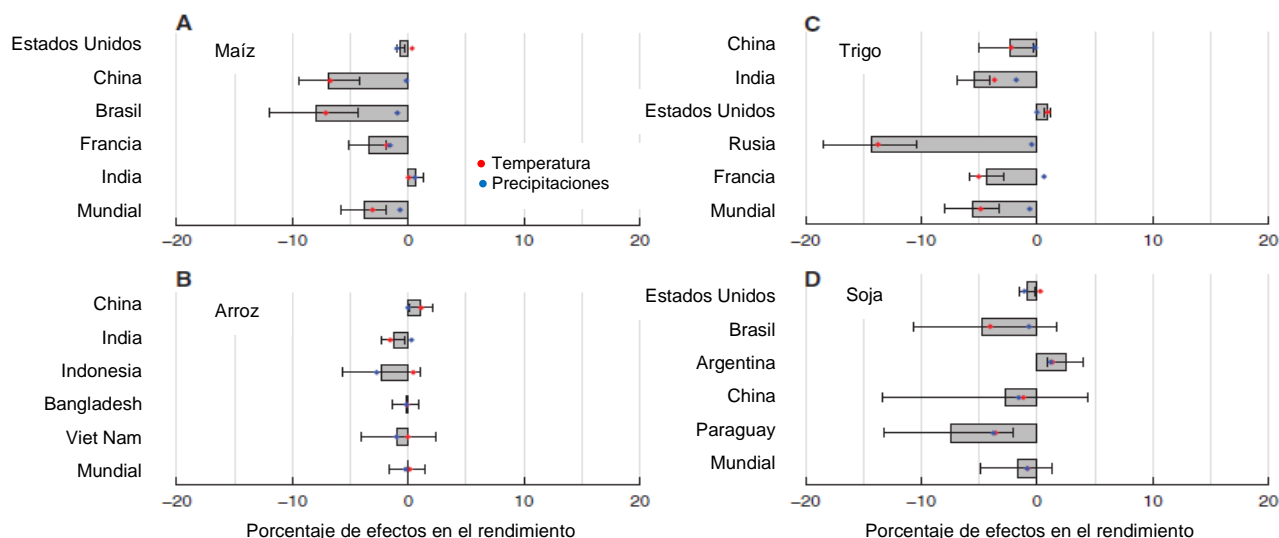 A
Maíz
Estados Unidos
China
Brasil
Francia
India
Mundial
Temperatura
Precipitaciones
−20 −10 0 10 20
B
Arroz
China
India
Indonesia
Bangladesh
Viet Nam
Mundial
−20 −10 0 10 20
Porcentaje de efectos en el rendimiento
C
Trigo
China
India
Estados Unidos
Rusia
Francia
Mundial
−20 −10 0 10 20
D
Soja
Estados Unidos
Brasil
Argentina
China
Paraguay
Mundial
−20 −10 0 10 20
Porcentaje de efectos en el rendimiento